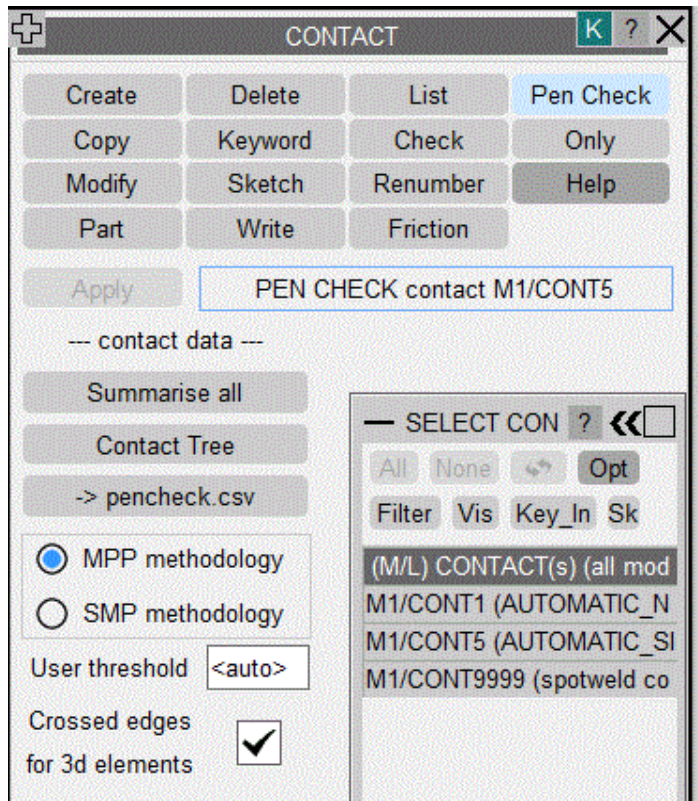 CONTACT K ?
Create Delete List Pen Check
Copy Keyword Check Only
Modify Sketch Renumber Help
Part Write Friction
Apply PEN CHECK contact M1/CONT5
--- contact data ---
Summarise all
Contact Tree
-> pencheck.csv
MPP methodology
SMP methodology
User threshold <auto>
Crossed edges
for 3d elements
SELECT CON ?
All None Opt
Filter Vis Key_In Sk
(M/L) CONTACT(s) (all mod
M1/CONT1 (AUTOMATIC_N
M1/CONT5 (AUTOMATIC_SI
M1/CONT9999 (spotweld co